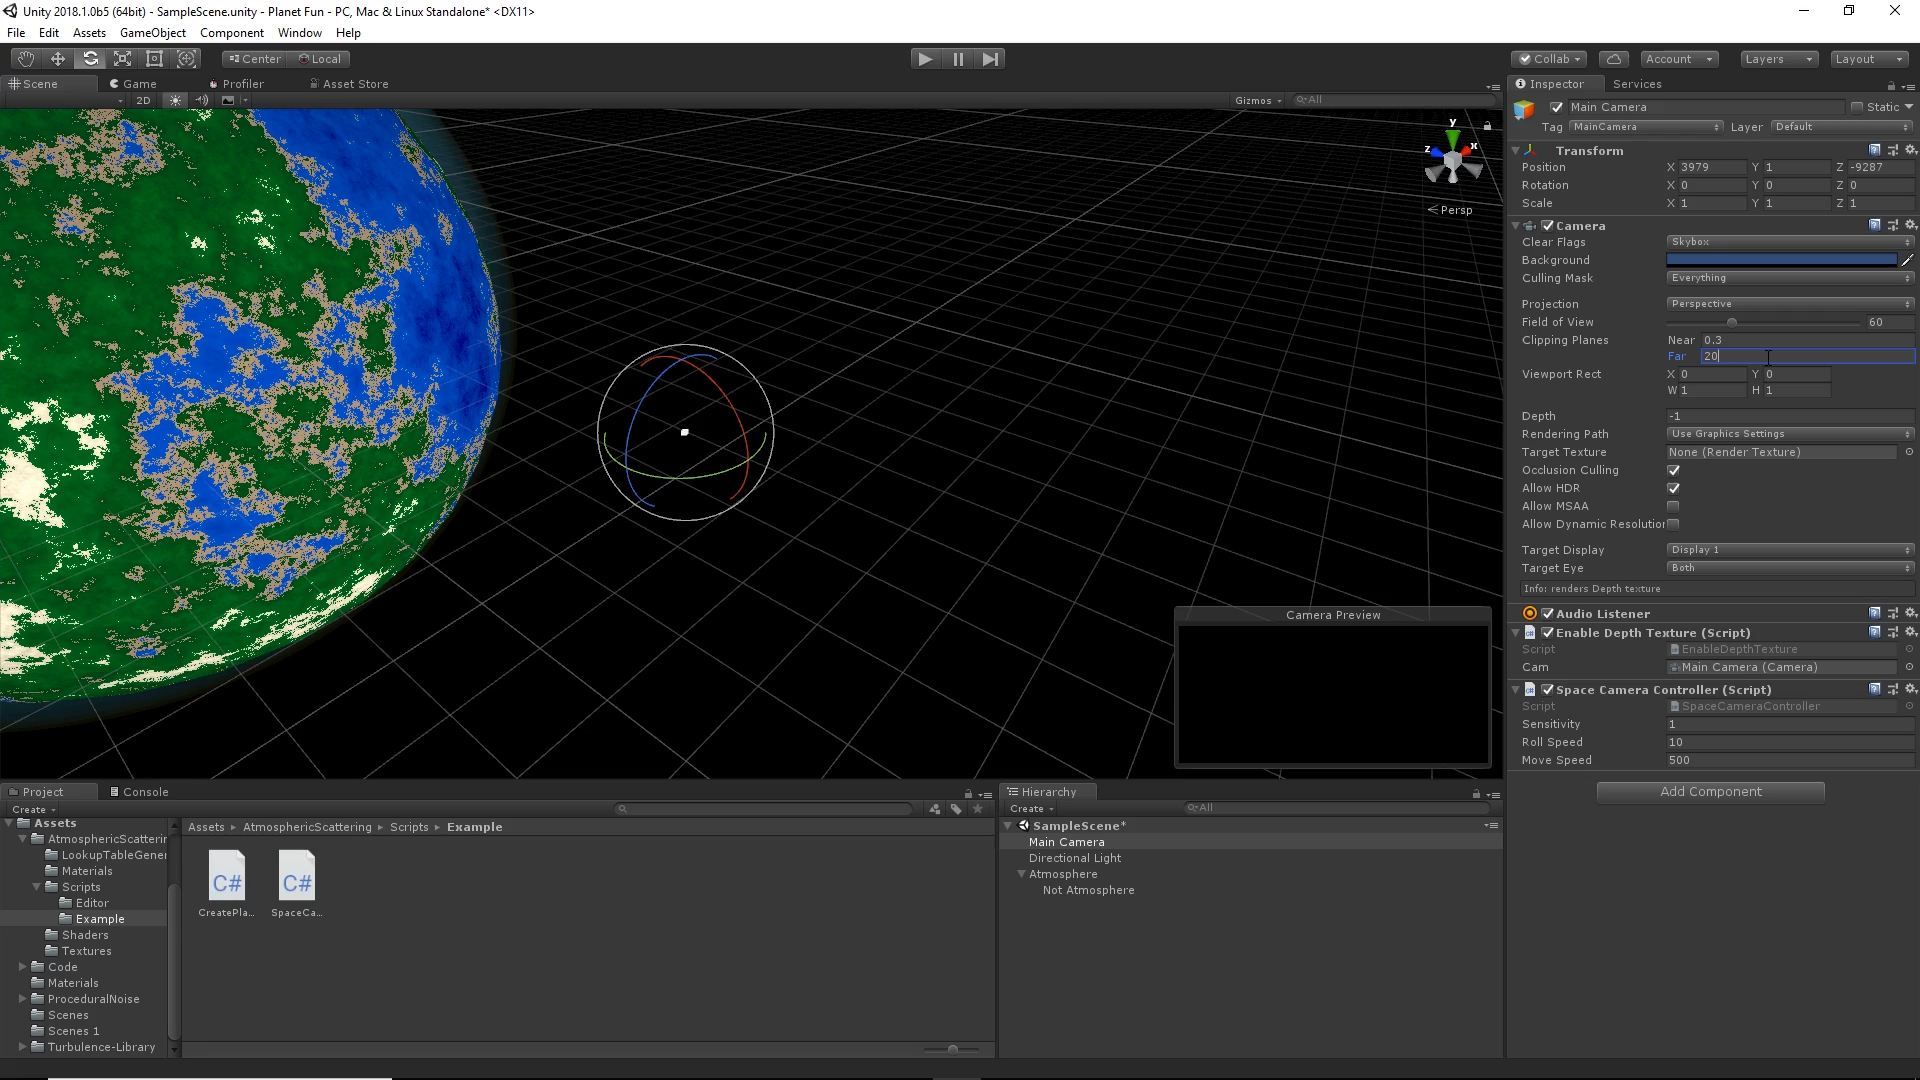 Unity 2018.1.0b5 (64bit) - SampleScene.unity - Planet Fun - PC, Mac & Linux Standalone* <DX11>
File Edit Assets GameObject Component Window Help
Center Local
Collab Account Layers Layout
Scene Game Profiler Asset Store
2D
Gizmos All
y
z x
Persp
Camera Preview
Inspector Services
Main Camera Static
Tag MainCamera Layer Default
Transform
Position X 3979 Y 1 Z -9287
Rotation X 0 Y 0 Z 0
Scale X 1 Y 1 Z 1
Camera
Clear Flags Skybox
Background
Culling Mask Everything
Projection Perspective
Field of View 60
Clipping Planes Near 0.3
Far 20
Viewport Rect X 0 Y 0
W 1 H 1
Depth -1
Rendering Path Use Graphics Settings
Target Texture None (Render Texture)
Occlusion Culling
Allow HDR
Allow MSAA
Allow Dynamic Resolution
Target Display Display 1
Target Eye Both
Info: renders Depth texture
Audio Listener
Enable Depth Texture (Script)
Script EnableDepthTexture
Cam Main Camera (Camera)
Space Camera Controller (Script)
Script SpaceCameraController
Sensitivity 1
Roll Speed 10
Move Speed 500
Add Component
Project Console
Create
Assets
AtmosphericScatterin
LookupTableGener
Materials
Scripts
Editor
Example
Shaders
Textures
Code
Materials
ProceduralNoise
Scenes
Scenes 1
Turbulence-Library
Assets AtmosphericScattering Scripts Example
C# C#
CreatePla... SpaceCa...
Hierarchy
Create All
SampleScene*
Main Camera
Directional Light
Atmosphere
Not Atmosphere